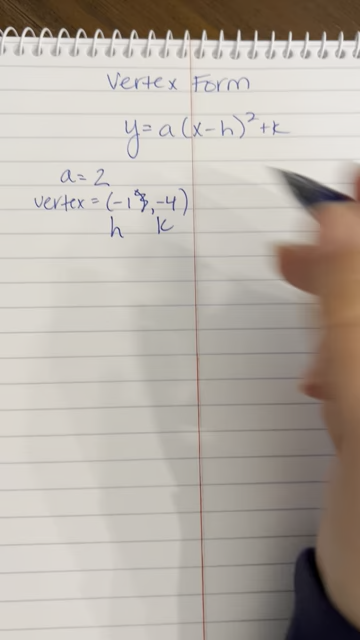 Vertex Form
y = a (x-h)² + k
a = 2
vertex = (-1, -4)
h k